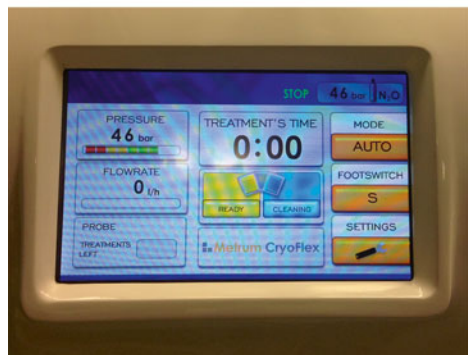 STOP 46 bar N2O
PRESSURE
46 bar
FLOWRATE
0 l/h
PROBE
TREATMENTS
LEFT
TREATMENT'S TIME
0:00
READY CLEANING
Metrum CryoFlex
MODE
AUTO
FOOTSWITCH
S
SETTINGS